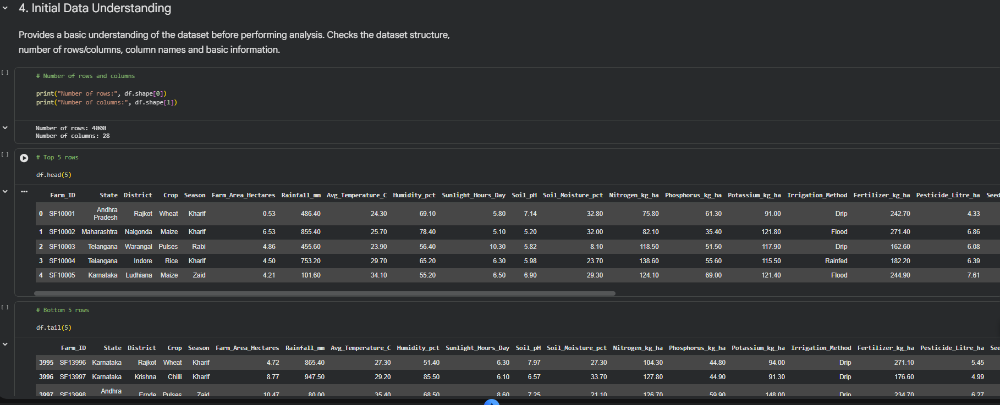 4. Initial Data Understanding
Provides a basic understanding of the dataset before performing analysis. Checks the dataset structure,
number of rows/columns, column names and basic information.
[ ]
# Number of rows and columns
print("Number of rows:", df.shape[0])
print("Number of columns:", df.shape[1])
Number of rows: 4000
Number of columns: 28
[ ]
# Top 5 rows
df.head(5)
Farm_ID State District Crop Season Farm_Area_Hectares Rainfall_mm Avg_Temperature_C Humidity_pct Sunlight_Hours_Day Soil_pH Soil_Moisture_pct Nitrogen_kg_ha Phosphorus_kg_ha Potassium_kg_ha Irrigation_Method Fertilizer_kg_ha Pesticide_Litre_ha Seed
0 SF10001 Andhra Pradesh Rajkot Wheat Kharif 0.53 486.40 24.30 69.10 5.80 7.14 32.80 75.80 61.30 91.00 Drip 242.70 4.33
1 SF10002 Maharashtra Nalgonda Maize Kharif 6.53 855.40 25.70 78.40 5.10 5.20 32.00 82.10 35.40 121.80 Flood 271.40 6.86
2 SF10003 Telangana Warangal Pulses Rabi 4.86 455.60 23.90 56.40 10.30 5.82 8.10 118.50 51.50 117.90 Drip 162.60 6.08
3 SF10004 Telangana Indore Rice Kharif 4.50 753.20 29.70 65.20 6.30 5.98 23.70 138.60 55.60 115.50 Rainfed 182.20 6.39
4 SF10005 Karnataka Ludhiana Maize Zaid 4.21 101.60 34.10 55.20 6.50 6.90 29.30 124.10 69.00 121.40 Flood 244.90 7.61
[ ]
# Bottom 5 rows
df.tail(5)
Farm_ID State District Crop Season Farm_Area_Hectares Rainfall_mm Avg_Temperature_C Humidity_pct Sunlight_Hours_Day Soil_pH Soil_Moisture_pct Nitrogen_kg_ha Phosphorus_kg_ha Potassium_kg_ha Irrigation_Method Fertilizer_kg_ha Pesticide_Litre_ha See
3995 SF13996 Karnataka Rajkot Wheat Kharif 4.72 865.40 27.30 51.40 6.30 7.97 27.30 104.30 44.80 94.00 Drip 271.10 5.45
3996 SF13997 Karnataka Krishna Chilli Kharif 8.77 947.50 29.20 85.50 6.10 6.57 33.70 127.80 44.90 91.30 Drip 176.60 4.99
3997 SF13998 Andhra Erode Pulses Zaid 10.47 80.00 35.40 68.50 8.60 7.25 21.10 126.70 59.90 148.00 Drip 234.70 6.27